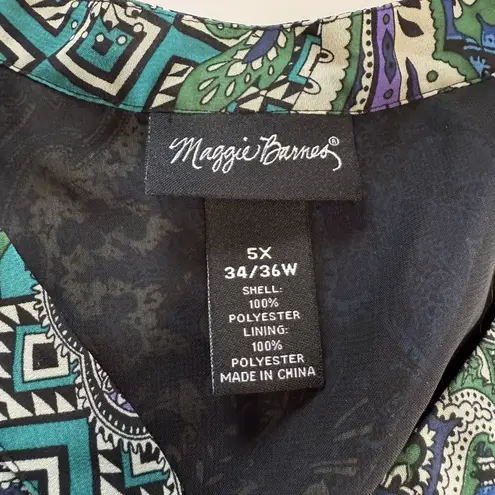 Maggie Barnes®
5X
34/36W
SHELL:
100%
POLYESTER
LINING:
100%
POLYESTER
MADE IN CHINA